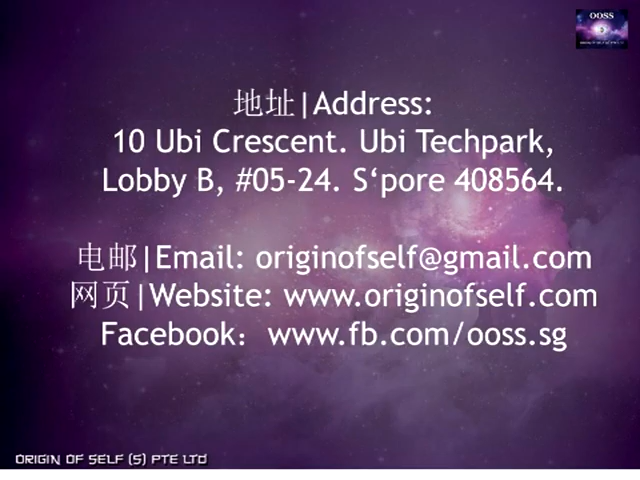 OOSS
地址|Address:
10 Ubi Crescent. Ubi Techpark,
Lobby B, #05-24. S‘pore 408564.
电邮|Email: originofself@gmail.com
网页|Website: www.originofself.com
Facebook：www.fb.com/ooss.sg
ORIGIN OF SELF (S) PTE LTD